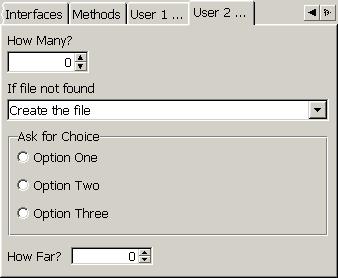 Interfaces Methods User 1 ... User 2 ...
How Many?
0
If file not found
Create the file
Ask for Choice
Option One
Option Two
Option Three
How Far? 0